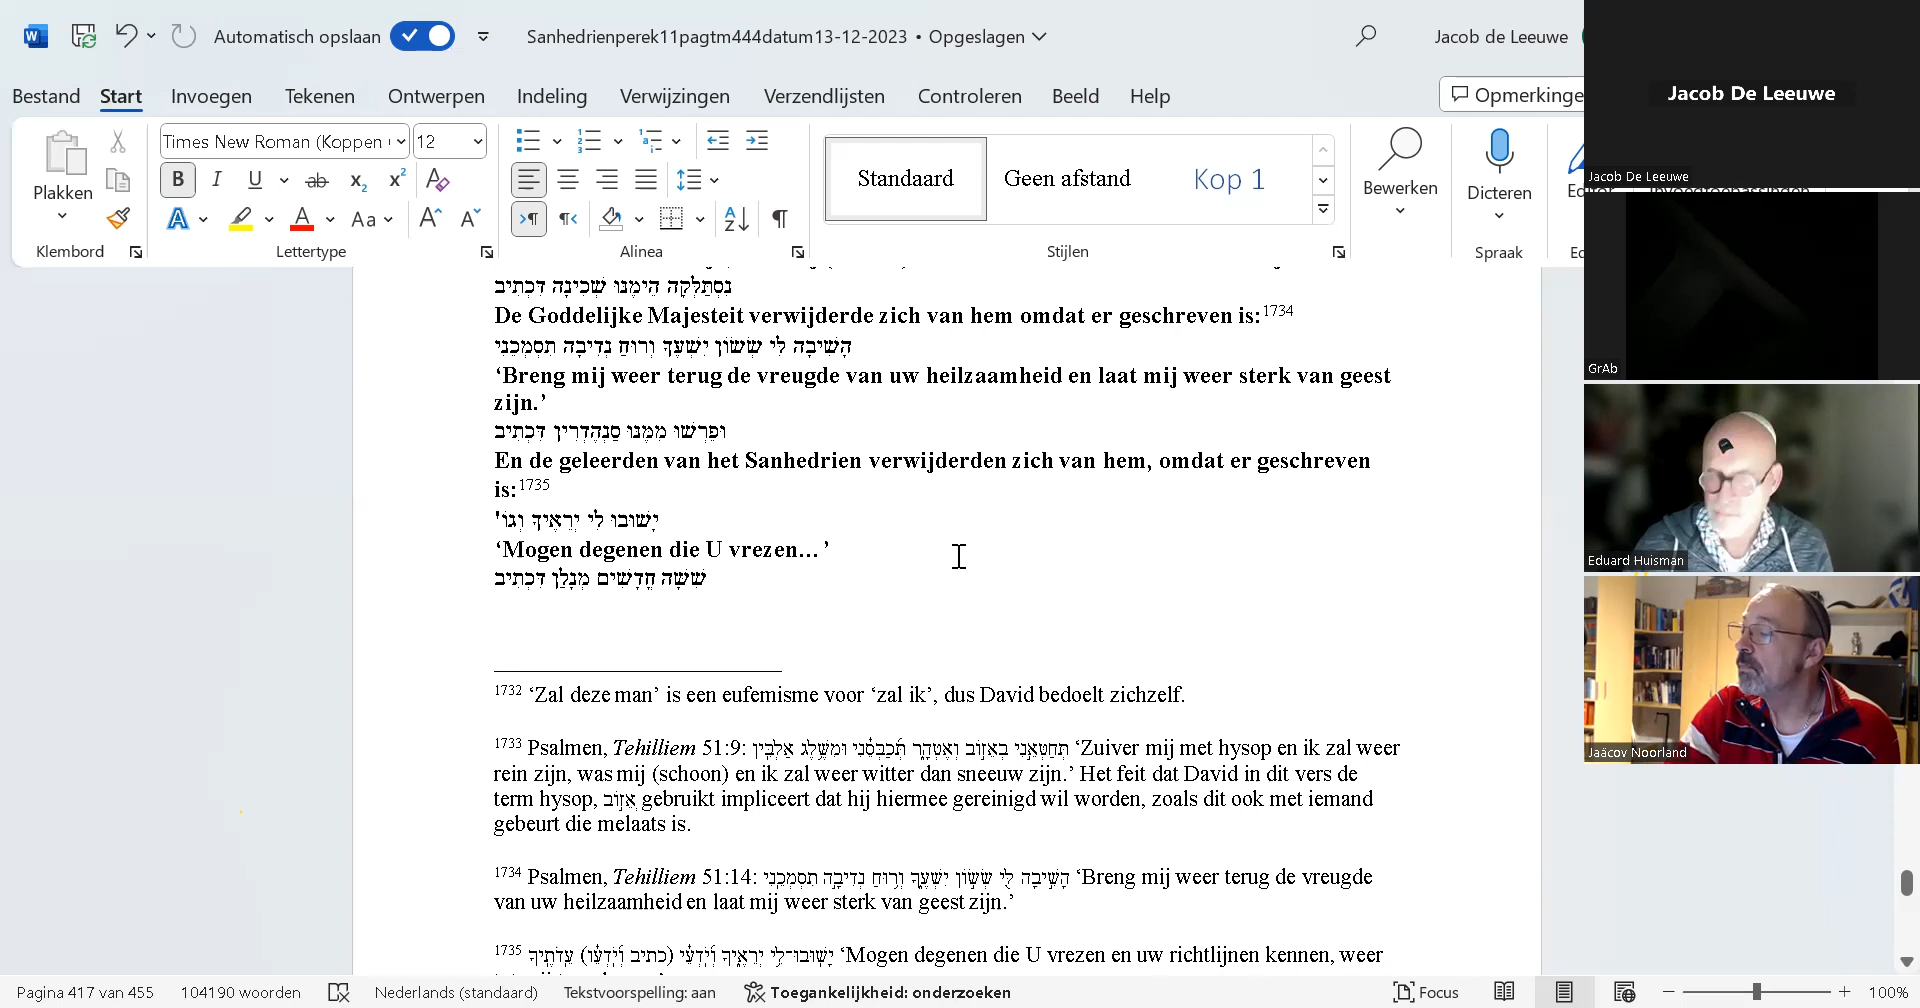 Automatisch opslaan
Sanhedrienperek11pagtm444datum13-12-2023 • Opgeslagen
Jacob de Leeuwe
Bestand Start Invoegen Tekenen Ontwerpen Indeling Verwijzingen Verzendlijsten Controleren Beeld Help
Opmerkinge
Plakken
Klembord
Times New Roman (Koppen
12
Lettertype
Alinea
Standaard
Geen afstand
Kop 1
Stijlen
Bewerken
Dicteren
Spraak
נִסְתַּלְּקָה הֵימֶנּוּ שְׁכִינָה דִּכְתִיב
De Goddelijke Majesteit verwijderde zich van hem omdat er geschreven is:1734
הָשִׁיבָה לִּי שְׂשׂוֹן יִשְׁעֶךָ וְרוּחַ נְדִיבָה תִסְמְכֵנִי
‘Breng mij weer terug de vreugde van uw heilzaamheid en laat mij weer sterk van geest
zijn.’
וּפֵרְשׁוּ מִמֶּנּוּ סַנְהֶדְרִין דִּכְתִיב
En de geleerden van het Sanhedrien verwijderden zich van hem, omdat er geschreven
is:1735
יָשׁוּבוּ לִי יְרֵאֶיךָ וְגוֹ'
‘Mogen degenen die U vrezen…’
שִׁשָּׁה חֳדָשִׁים מְנָלַן דִּכְתִיב
1732 ‘Zal deze man’ is een eufemisme voor ‘zal ik’, dus David bedoelt zichzelf.
1733 Psalmen, Tehilliem 51:9: תְּחַטְּאֵ֣נִי בְאֵז֣וֹב וְאֶטְהָ֑ר תְּ֝כַבְּסֵ֗נִי וּמִשֶּׁ֥לֶג אַלְבִּֽין ‘Zuiver mij met hysop en ik zal weer
rein zijn, was mij (schoon) en ik zal weer witter dan sneeuw zijn.’ Het feit dat David in dit vers de
term hysop, אֵז֣וֹב gebruikt impliceert dat hij hiermee gereinigd wil worden, zoals dit ook met iemand
gebeurt die melaats is.
1734 Psalmen, Tehilliem 51:14: הָשִׁ֣יבָה לִּ֭י שְׂשׂ֣וֹן יִשְׁעֶ֑ךָ וְר֖וּחַ נְדִיבָ֣ה תִסְמְכֵֽנִי ‘Breng mij weer terug de vreugde
van uw heilzaamheid en laat mij weer sterk van geest zijn.’
1735 יָשׁ֣וּבוּ־לִ֣י יְרֵאֶ֑יךָ וְ֝יֹדְעֵ֗י (כתיב וְ֝יֹדְעֵ֗ו) עֵדֹתֶֽיךָ ‘Mogen degenen die U vrezen en uw richtlijnen kennen, weer
Jacob De Leeuwe
Jacob De Leeuwe
GrAb
Eduard Huisman
Jaäcov Noorland
Pagina 417 van 455
104190 woorden
Nederlands (standaard)
Tekstvoorspelling: aan
Toegankelijkheid: onderzoeken
Focus
100%